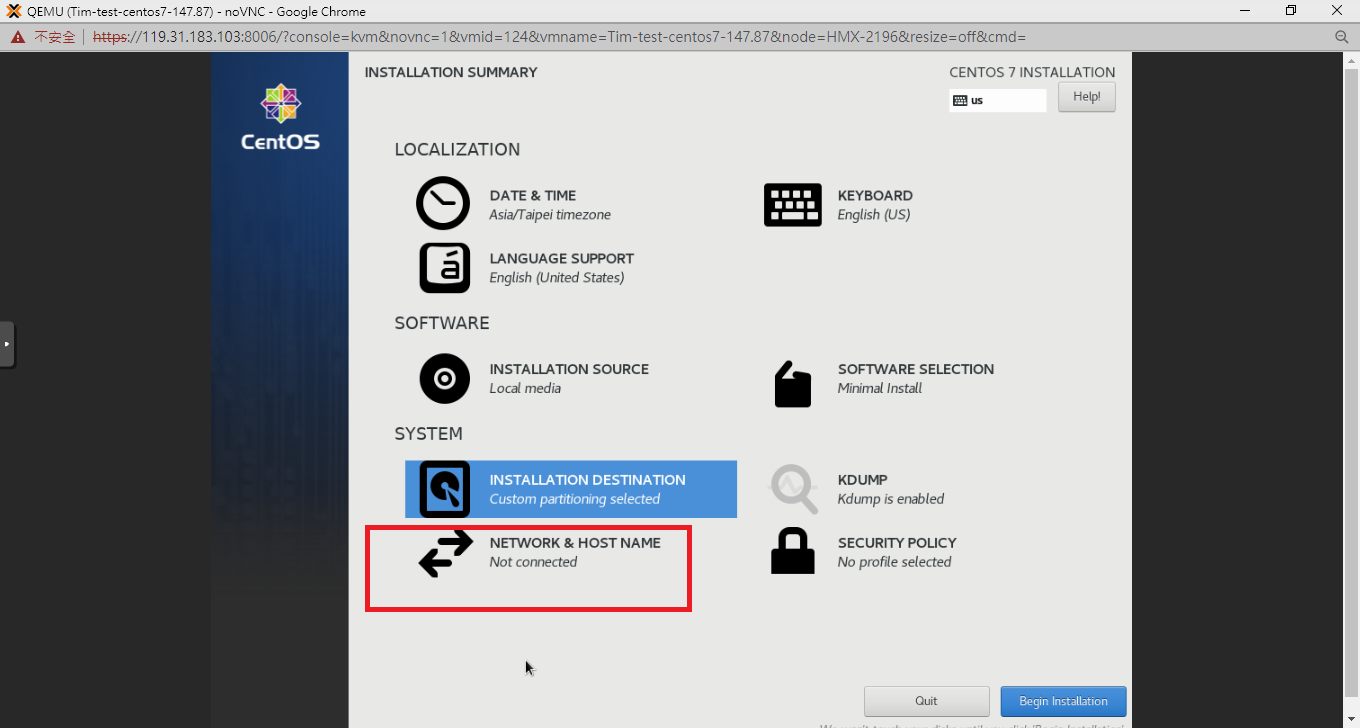 QEMU (Tim-test-centos7-147.87) - noVNC - Google Chrome
不安全 https://119.31.183.103:8006/?console=kvm&novnc=1&vmid=124&vmname=Tim-test-centos7-147.87&node=HMX-2196&resize=off&cmd=
INSTALLATION SUMMARY
CENTOS 7 INSTALLATION
us
Help!
CentOS
LOCALIZATION
DATE & TIME
Asia/Taipei timezone
KEYBOARD
English (US)
LANGUAGE SUPPORT
English (United States)
SOFTWARE
INSTALLATION SOURCE
Local media
SOFTWARE SELECTION
Minimal Install
SYSTEM
INSTALLATION DESTINATION
Custom partitioning selected
KDUMP
Kdump is enabled
NETWORK & HOST NAME
Not connected
SECURITY POLICY
No profile selected
Quit
Begin Installation